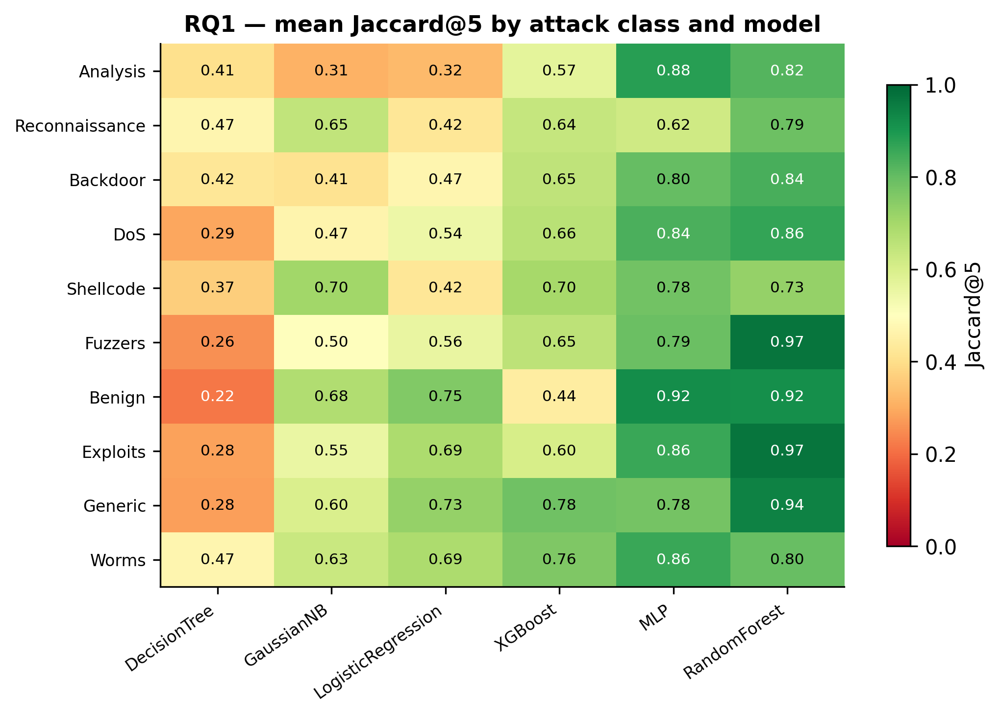 RQ1 — mean Jaccard@5 by attack class and model
Analysis 0.41 0.31 0.32 0.57 0.88 0.82
Reconnaissance 0.47 0.65 0.42 0.64 0.62 0.79
Backdoor 0.42 0.41 0.47 0.65 0.80 0.84
DoS 0.29 0.47 0.54 0.66 0.84 0.86
Shellcode 0.37 0.70 0.42 0.70 0.78 0.73
Fuzzers 0.26 0.50 0.56 0.65 0.79 0.97
Benign 0.22 0.68 0.75 0.44 0.92 0.92
Exploits 0.28 0.55 0.69 0.60 0.86 0.97
Generic 0.28 0.60 0.73 0.78 0.78 0.94
Worms 0.47 0.63 0.69 0.76 0.86 0.80
DecisionTree
GaussianNB
LogisticRegression
XGBoost
MLP
RandomForest
1.0
0.8
0.6
0.4
0.2
0.0
Jaccard@5